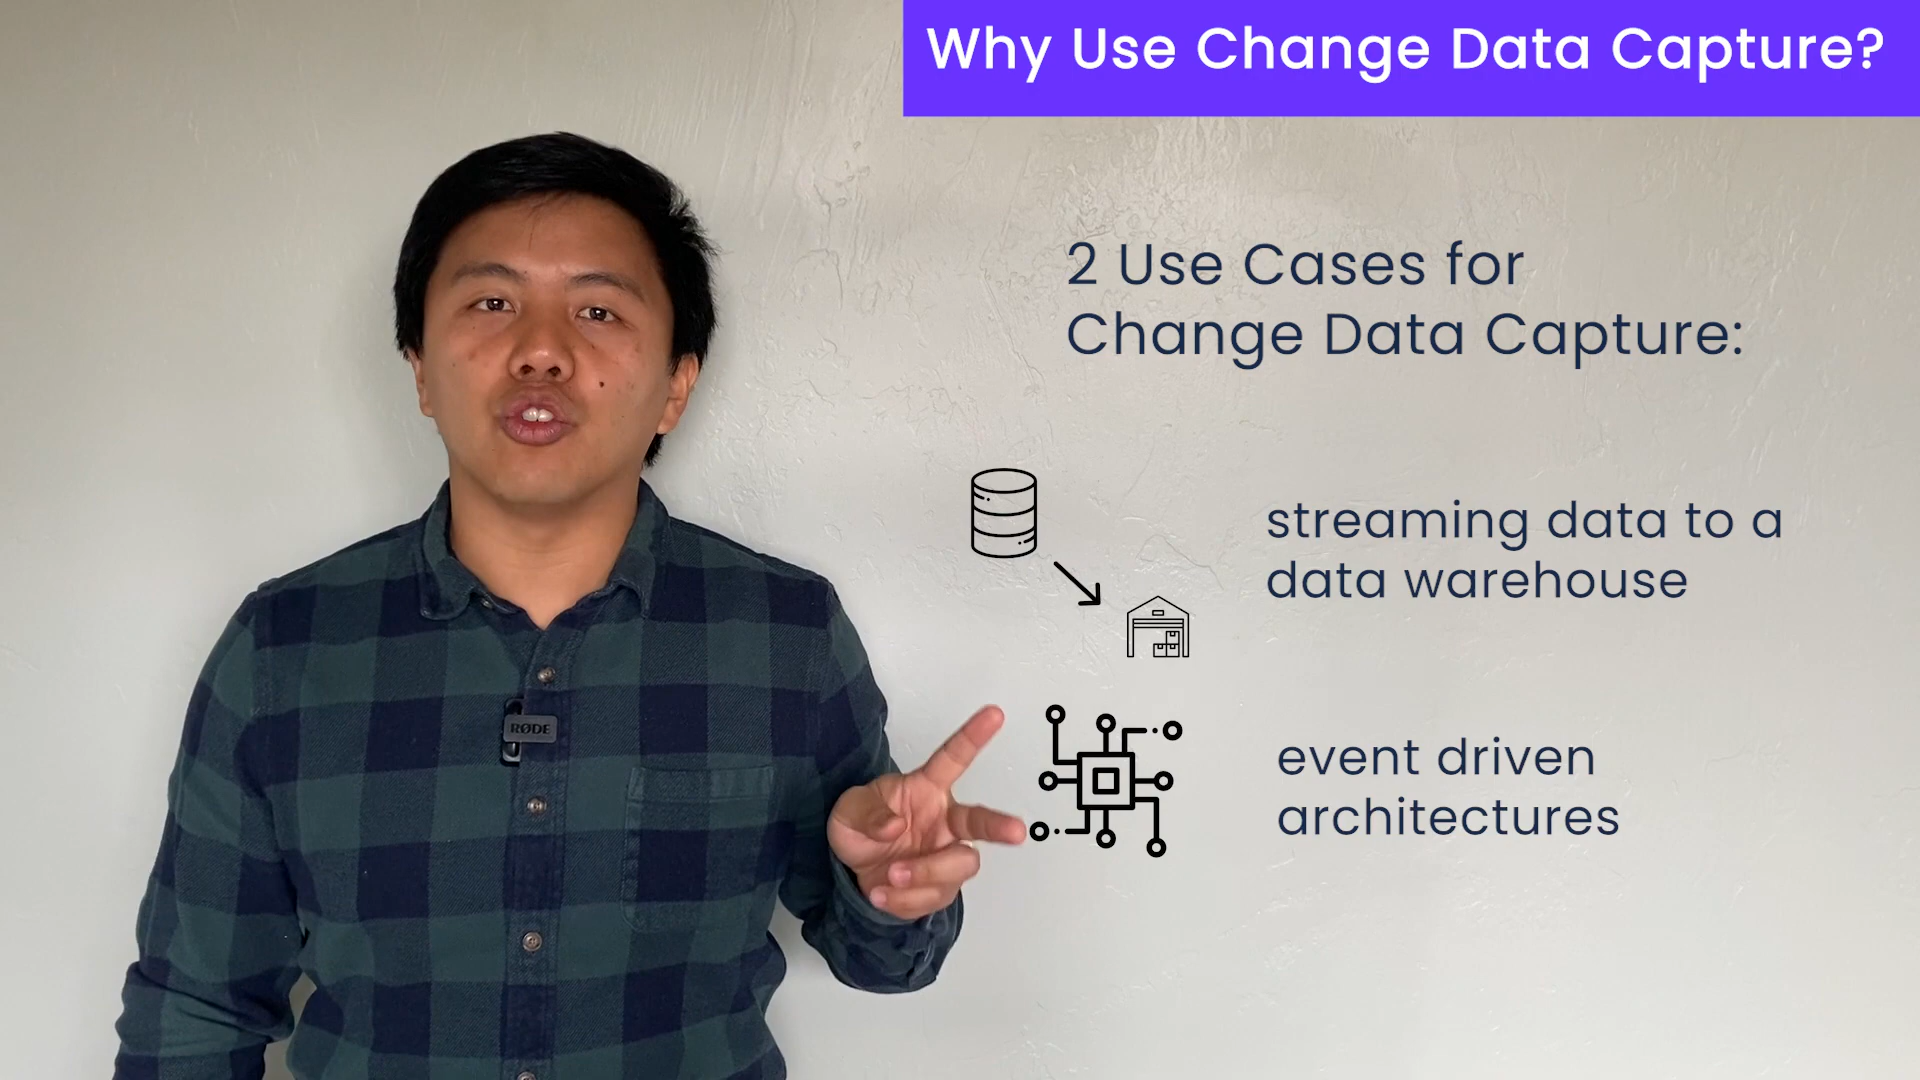 Why Use Change Data Capture?
2 Use Cases for
Change Data Capture:
streaming data to a
data warehouse
event driven
architectures
RØDE